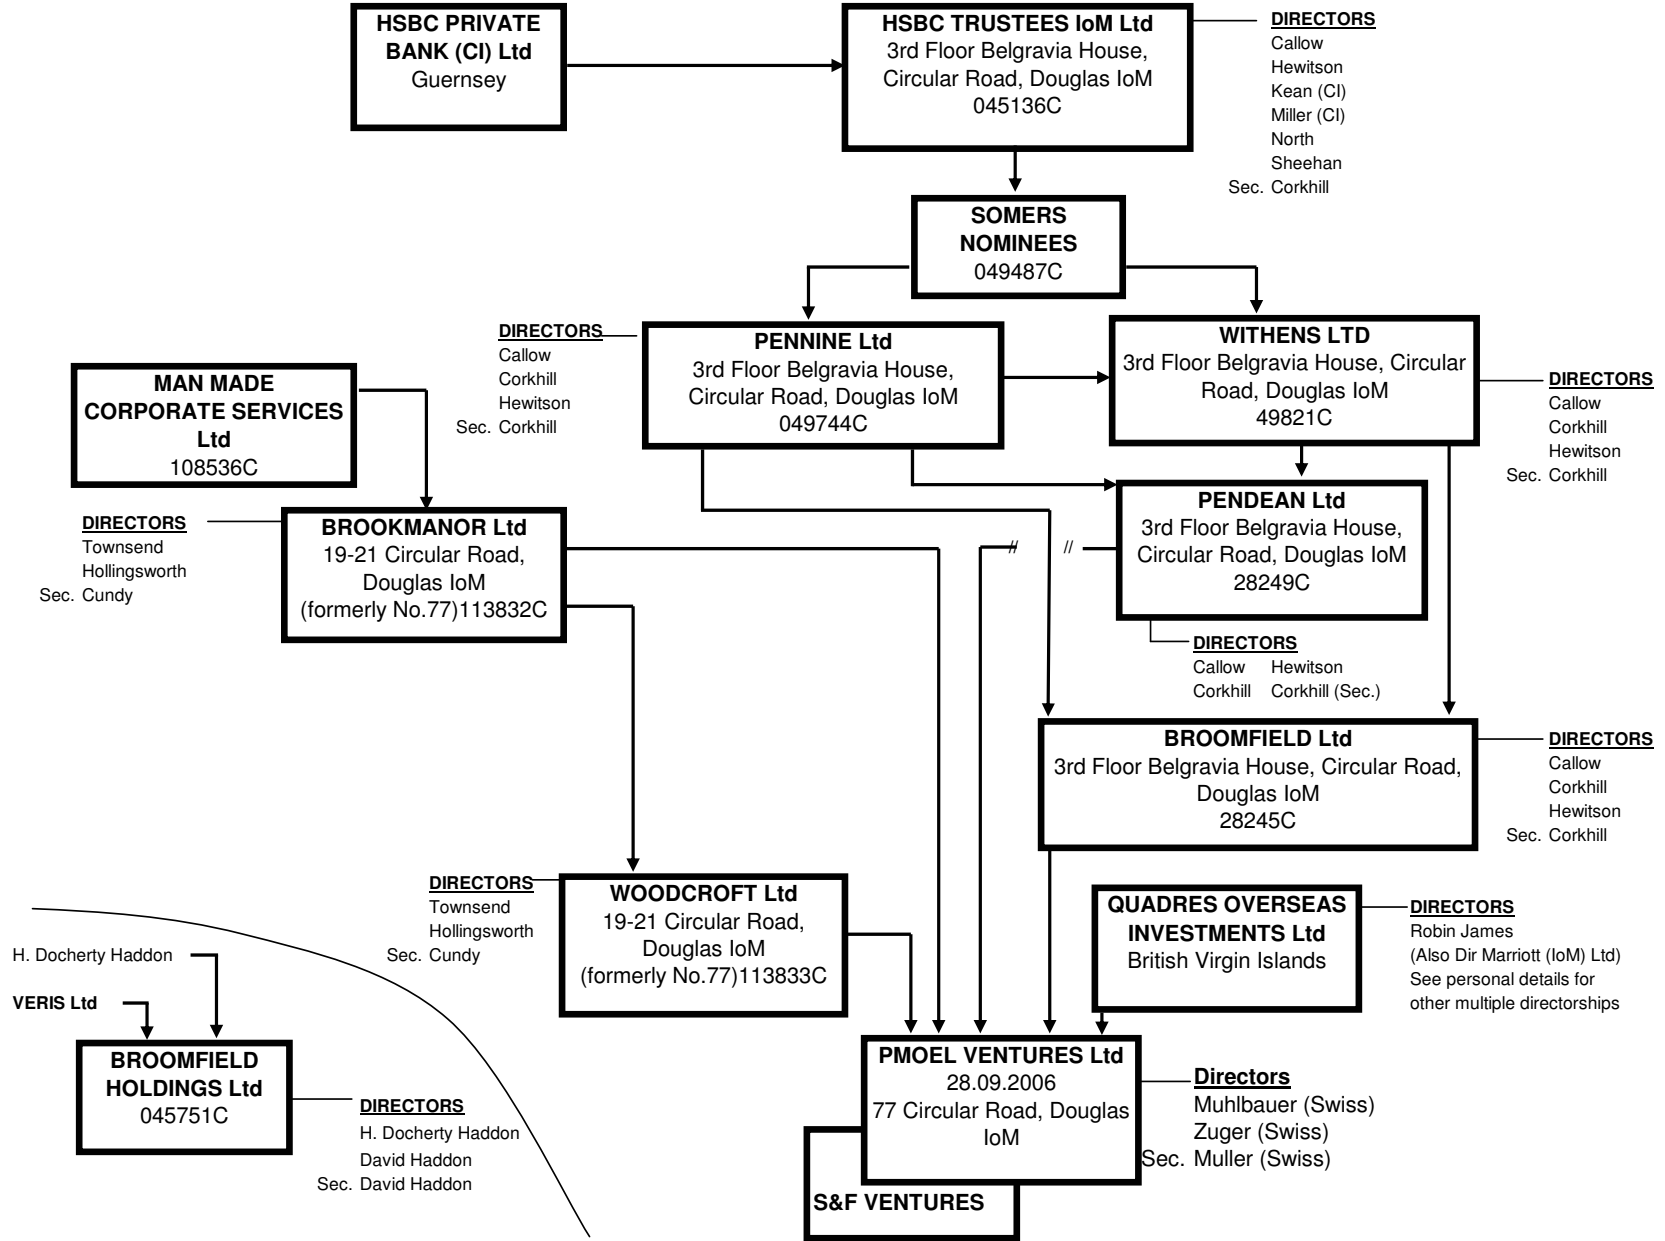 HSBC PRIVATE
BANK (CI) Ltd
Guernsey
HSBC TRUSTEES IoM Ltd
3rd Floor Belgravia House,
Circular Road, Douglas IoM
045136C
DIRECTORS
Callow
Hewitson
Kean (CI)
Miller (CI)
North
Sheehan
Sec. Corkhill
SOMERS
NOMINEES
049487C
DIRECTORS
Callow
Corkhill
Hewitson
Sec. Corkhill
PENNINE Ltd
3rd Floor Belgravia House,
Circular Road, Douglas IoM
049744C
WITHENS LTD
3rd Floor Belgravia House, Circular
Road, Douglas IoM
49821C
DIRECTORS
Callow
Corkhill
Hewitson
Sec. Corkhill
MAN MADE
CORPORATE SERVICES
Ltd
108536C
DIRECTORS
Townsend
Hollingsworth
Sec. Cundy
BROOKMANOR Ltd
19-21 Circular Road,
Douglas IoM
(formerly No.77)113832C
// //
PENDEAN Ltd
3rd Floor Belgravia House,
Circular Road, Douglas IoM
28249C
DIRECTORS
Callow Hewitson
Corkhill Corkhill (Sec.)
BROOMFIELD Ltd
3rd Floor Belgravia House, Circular Road,
Douglas IoM
28245C
DIRECTORS
Callow
Corkhill
Hewitson
Sec. Corkhill
DIRECTORS
Townsend
Hollingsworth
Sec. Cundy
WOODCROFT Ltd
19-21 Circular Road,
Douglas IoM
(formerly No.77)113833C
QUADRES OVERSEAS
INVESTMENTS Ltd
British Virgin Islands
DIRECTORS
Robin James
(Also Dir Marriott (IoM) Ltd)
See personal details for
other multiple directorships
H. Docherty Haddon
VERIS Ltd
BROOMFIELD
HOLDINGS Ltd
045751C
DIRECTORS
H. Docherty Haddon
David Haddon
Sec. David Haddon
PMOEL VENTURES Ltd
28.09.2006
77 Circular Road, Douglas
IoM
Directors
Muhlbauer (Swiss)
Zuger (Swiss)
Sec. Muller (Swiss)
S&F VENTURES